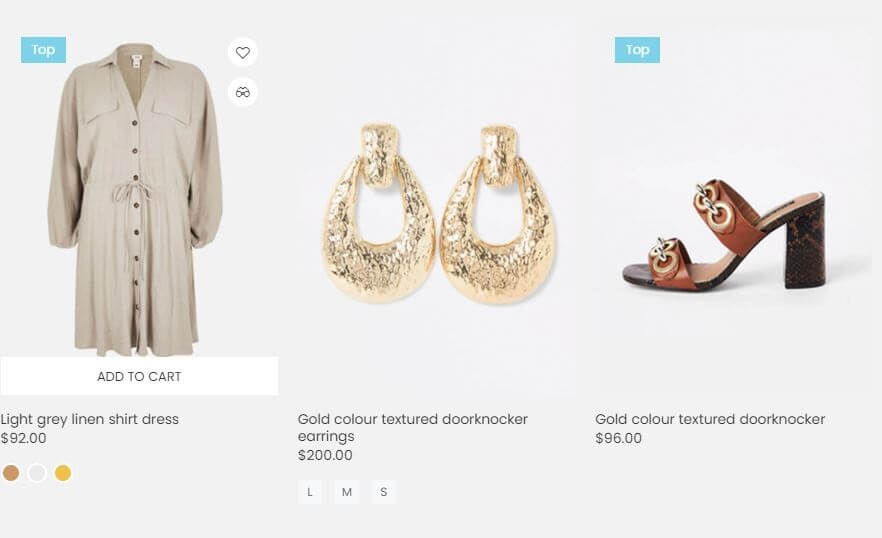 Top
ADD TO CART
Light grey linen shirt dress
$92.00
Gold colour textured doorknocker
earrings
$200.00
L M S
Top
Gold colour textured doorknocker
$96.00